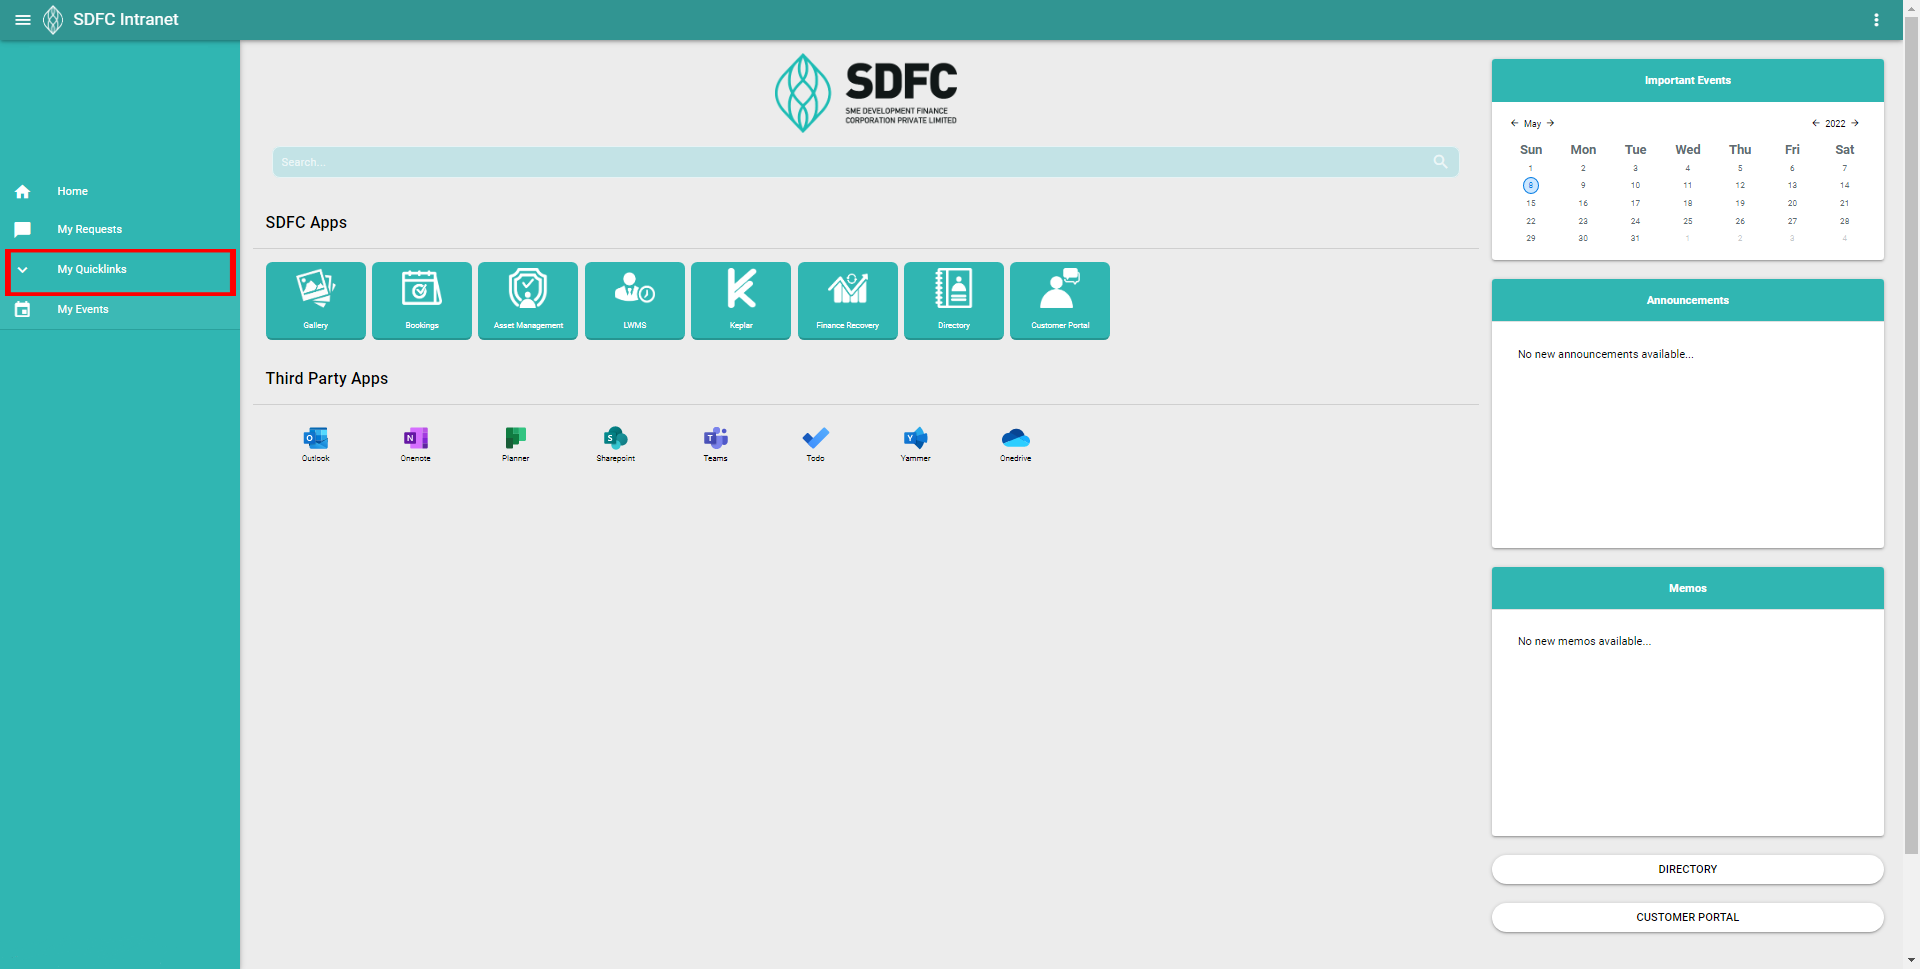 SDFC Intranet
Home
My Requests
My Quicklinks
My Events
SDFC
SME DEVELOPMENT FINANCE
CORPORATION PRIVATE LIMITED
Search...
SDFC Apps
Gallery
Bookings
Asset Management
LWMS
Keplar
Finance Recovery
Directory
Customer Portal
Third Party Apps
Outlook
Onenote
Planner
Sharepoint
Teams
Todo
Yammer
Onedrive
Important Events
May 2022
Sun Mon Tue Wed Thu Fri Sat
1 2 3 4 5 6 7
8 9 10 11 12 13 14
15 16 17 18 19 20 21
22 23 24 25 26 27 28
29 30 31 1 2 3 4
Announcements
No new announcements available...
Memos
No new memos available...
DIRECTORY
CUSTOMER PORTAL